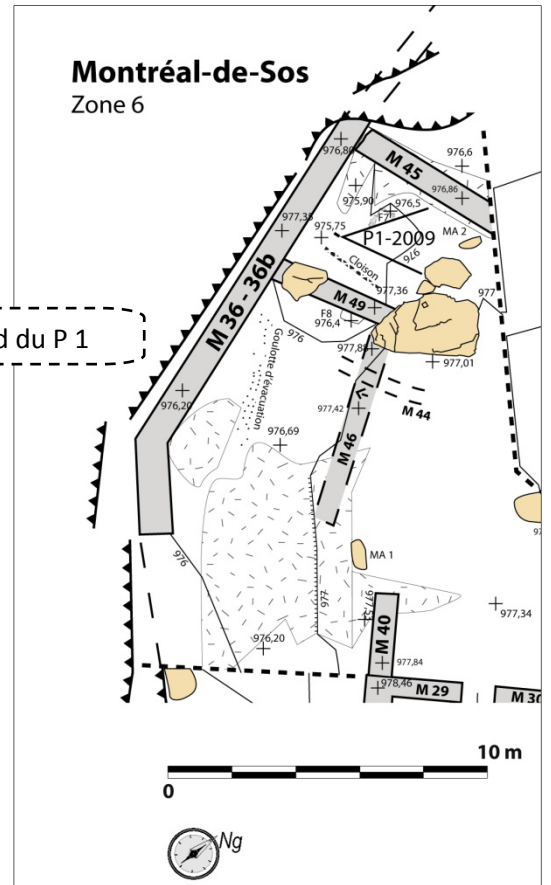 Montréal-de-Sos
Zone 6
976,80
976,6
M 45
975,90
976,5
976,86
F7
977,35
975,75
P1-2009
MA 2
976
Cloison
M 36 - 36b
977,36
977
M 49
F8
976,4
976
d du P 1
Goulotte d'évacuation
977,88
977,01
M 44
976,20
977,42
976,69
M 46
MA 1
976
977
977,34
M 40
976,20
977,84
978,46
M 29
M 30
10 m
0
Ng